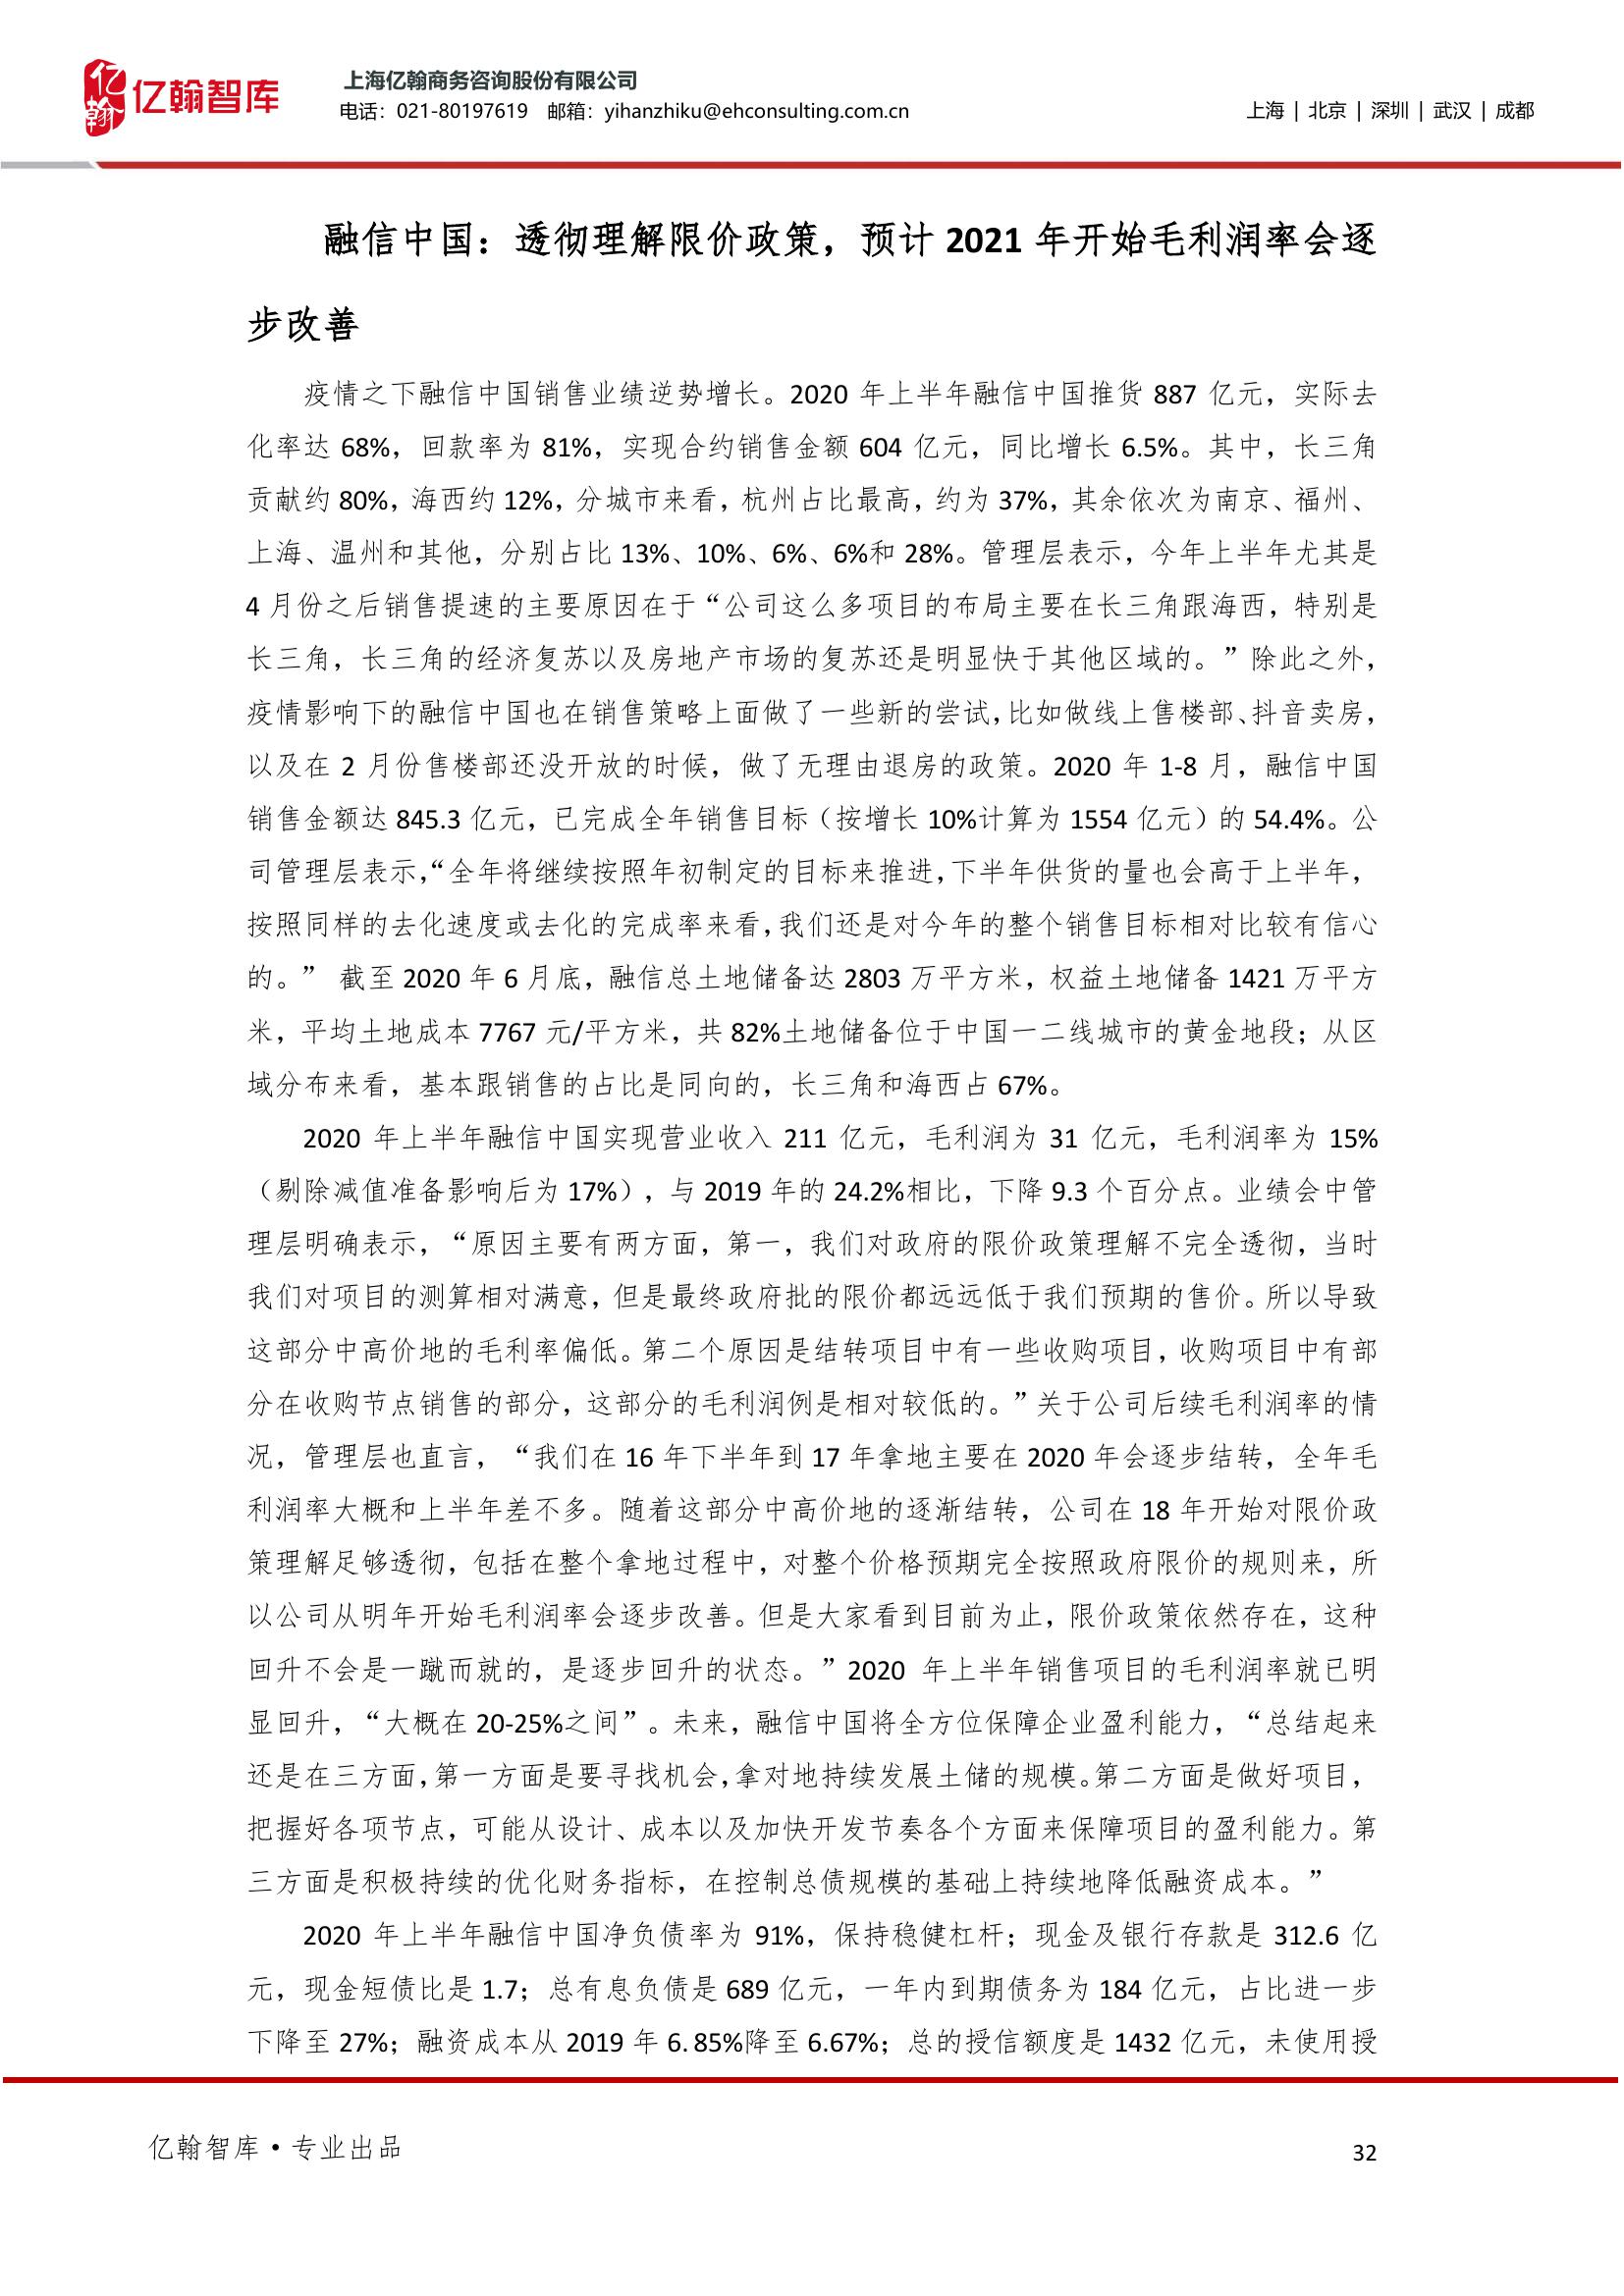 亿翰
亿翰智库
上海亿翰商务咨询股份有限公司
电话：021-80197619 邮箱：yihanzhiku@ehconsulting.com.cn
上海 | 北京 | 深圳 | 武汉 | 成都
融信中国：透彻理解限价政策，预计 2021 年开始毛利润率会逐
步改善
疫情之下融信中国销售业绩逆势增长。2020 年上半年融信中国推货 887 亿元，实际去
化率达 68%，回款率为 81%，实现合约销售金额 604 亿元，同比增长 6.5%。其中，长三角
贡献约 80%，海西约 12%，分城市来看，杭州占比最高，约为 37%，其余依次为南京、福州、
上海、温州和其他，分别占比 13%、10%、6%、6%和 28%。管理层表示，今年上半年尤其是
4 月份之后销售提速的主要原因在于“公司这么多项目的布局主要在长三角跟海西，特别是
长三角，长三角的经济复苏以及房地产市场的复苏还是明显快于其他区域的。”除此之外，
疫情影响下的融信中国也在销售策略上面做了一些新的尝试，比如做线上售楼部、抖音卖房，
以及在 2 月份售楼部还没开放的时候，做了无理由退房的政策。2020 年 1-8 月，融信中国
销售金额达 845.3 亿元，已完成全年销售目标（按增长 10%计算为 1554 亿元）的 54.4%。公
司管理层表示，“全年将继续按照年初制定的目标来推进，下半年供货的量也会高于上半年，
按照同样的去化速度或去化的完成率来看，我们还是对今年的整个销售目标相对比较有信心
的。” 截至 2020 年 6 月底，融信总土地储备达 2803 万平方米，权益土地储备 1421 万平方
米，平均土地成本 7767 元/平方米，共 82%土地储备位于中国一二线城市的黄金地段；从区
域分布来看，基本跟销售的占比是同向的，长三角和海西占 67%。
2020 年上半年融信中国实现营业收入 211 亿元，毛利润为 31 亿元，毛利润率为 15%
（剔除减值准备影响后为 17%），与 2019 年的 24.2%相比，下降 9.3 个百分点。业绩会中管
理层明确表示，“原因主要有两方面，第一，我们对政府的限价政策理解不完全透彻，当时
我们对项目的测算相对满意，但是最终政府批的限价都远远低于我们预期的售价。所以导致
这部分中高价地的毛利率偏低。第二个原因是结转项目中有一些收购项目，收购项目中有部
分在收购节点销售的部分，这部分的毛利润例是相对较低的。”关于公司后续毛利润率的情
况，管理层也直言，“我们在 16 年下半年到 17 年拿地主要在 2020 年会逐步结转，全年毛
利润率大概和上半年差不多。随着这部分中高价地的逐渐结转，公司在 18 年开始对限价政
策理解足够透彻，包括在整个拿地过程中，对整个价格预期完全按照政府限价的规则来，所
以公司从明年开始毛利润率会逐步改善。但是大家看到目前为止，限价政策依然存在，这种
回升不会是一蹴而就的，是逐步回升的状态。”2020 年上半年销售项目的毛利润率就已明
显回升，“大概在 20-25%之间”。未来，融信中国将全方位保障企业盈利能力，“总结起来
还是在三方面，第一方面是要寻找机会，拿对地持续发展土储的规模。第二方面是做好项目，
把握好各项节点，可能从设计、成本以及加快开发节奏各个方面来保障项目的盈利能力。第
三方面是积极持续的优化财务指标，在控制总债规模的基础上持续地降低融资成本。”
2020 年上半年融信中国净负债率为 91%，保持稳健杠杆；现金及银行存款是 312.6 亿
元，现金短债比是 1.7；总有息负债是 689 亿元，一年内到期债务为 184 亿元，占比进一步
下降至 27%；融资成本从 2019 年 6.85%降至 6.67%；总的授信额度是 1432 亿元，未使用授
亿翰智库·专业出品
32